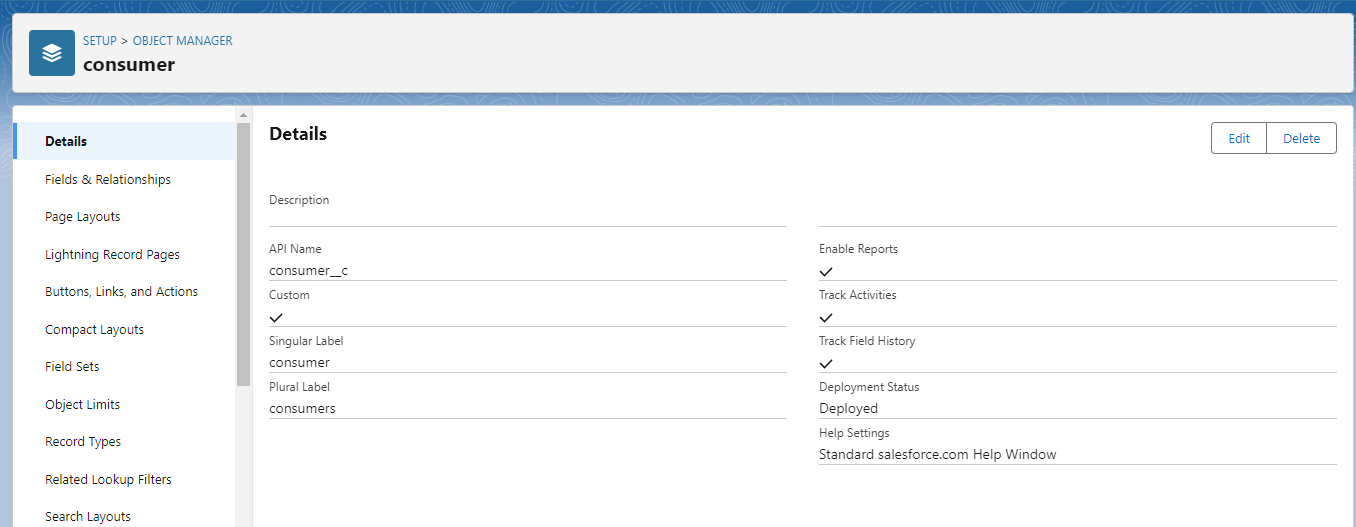 SETUP > OBJECT MANAGER
consumer
Details
Fields & Relationships
Page Layouts
Lightning Record Pages
Buttons, Links, and Actions
Compact Layouts
Field Sets
Object Limits
Record Types
Related Lookup Filters
Search Layouts
Details
Edit
Delete
Description
API Name
consumer__c
Custom
Singular Label
consumer
Plural Label
consumers
Enable Reports
Track Activities
Track Field History
Deployment Status
Deployed
Help Settings
Standard salesforce.com Help Window